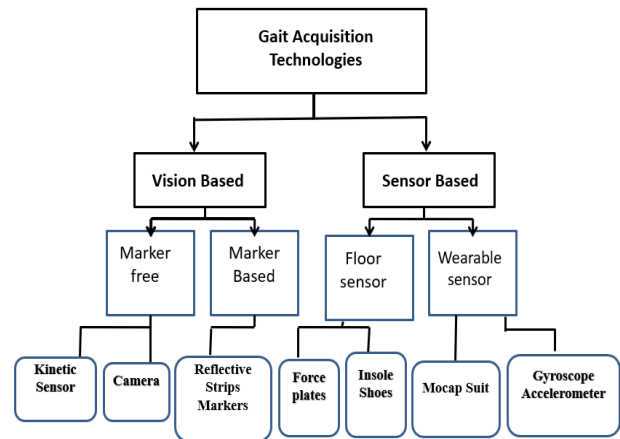 Gait Acquisition
Technologies
Vision Based
Sensor Based
Marker
free
Marker
Based
Floor
sensor
Wearable
sensor
Kinetic
Sensor
Camera
Reflective
Strips
Markers
Force
plates
Insole
Shoes
Mocap Suit
Gyroscope
Accelerometer